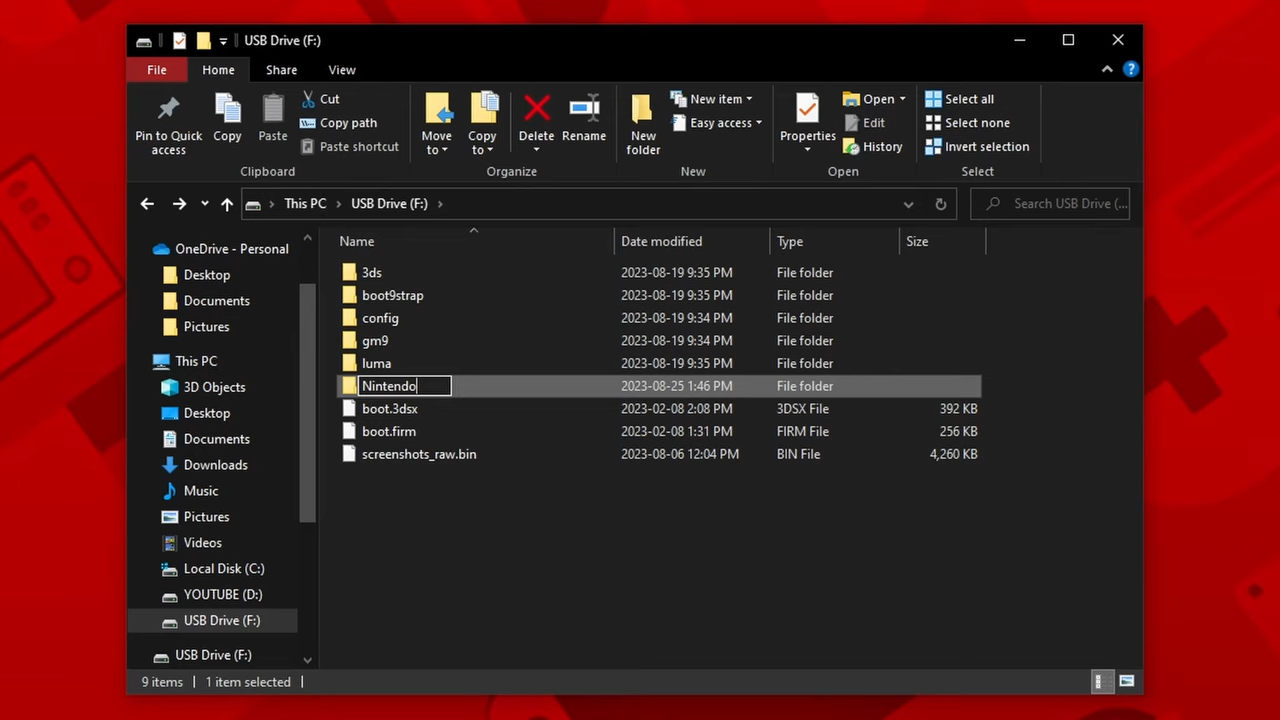 USB Drive (F:)
File Home Share View
Pin to Quick access
Copy
Paste
Cut
Copy path
Paste shortcut
Clipboard
Move to
Copy to
Delete
Rename
Organize
New folder
New item
Easy access
New
Properties
Open
Edit
History
Open
Select all
Select none
Invert selection
Select
This PC > USB Drive (F:) >
Search USB Drive (...
OneDrive - Personal
Desktop
Documents
Pictures
This PC
3D Objects
Desktop
Documents
Downloads
Music
Pictures
Videos
Local Disk (C:)
YOUTUBE (D:)
USB Drive (F:)
USB Drive (F:)
Name Date modified Type Size
3ds 2023-08-19 9:35 PM File folder
boot9strap 2023-08-19 9:35 PM File folder
config 2023-08-19 9:34 PM File folder
gm9 2023-08-19 9:34 PM File folder
luma 2023-08-19 9:35 PM File folder
Nintendo 2023-08-25 1:46 PM File folder
boot.3dsx 2023-02-08 2:08 PM 3DSX File 392 KB
boot.firm 2023-02-08 1:31 PM FIRM File 256 KB
screenshots_raw.bin 2023-08-06 12:04 PM BIN File 4,260 KB
9 items 1 item selected